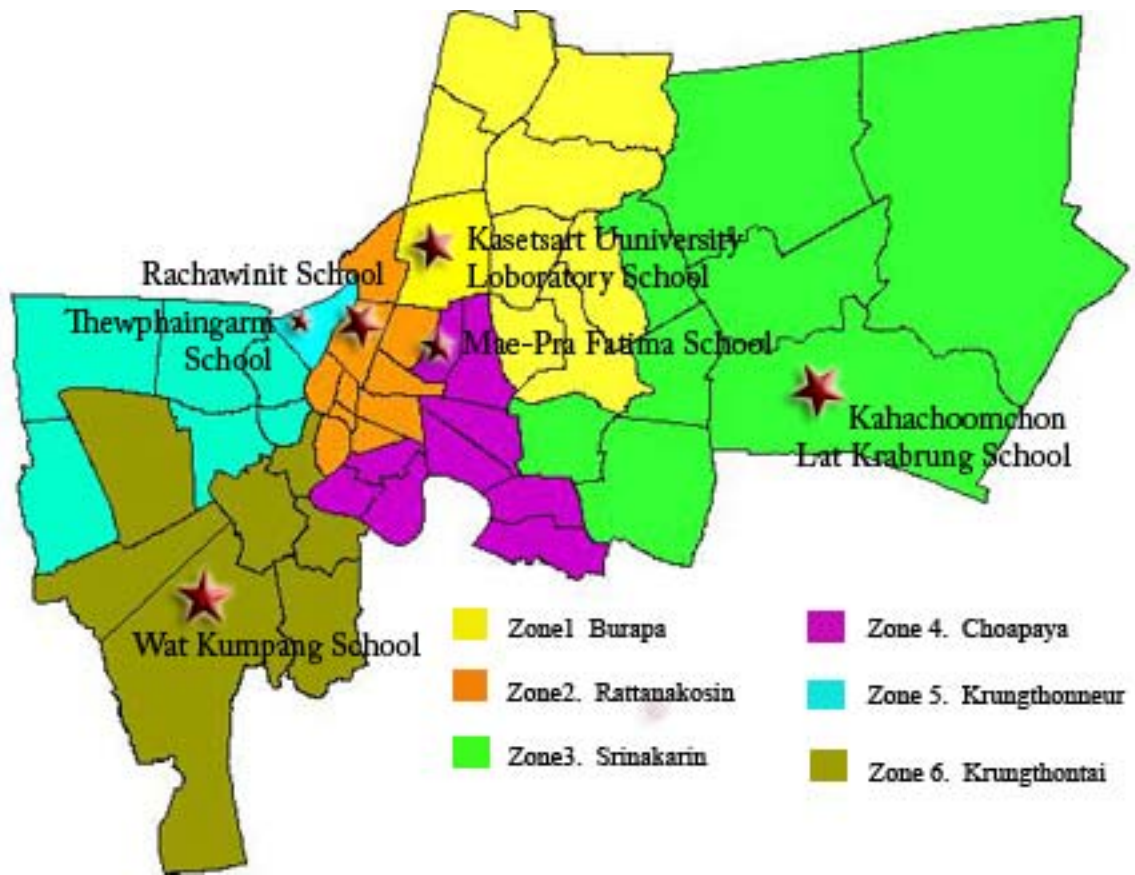 Kasetsart Uuniversity
Loboratory School
Rachawinit School
Thewphaingarm
School
Mae-Pra Fatima School
Kahachoomchon
Lat Krabrung School
Wat Kumpang School
Zone1 Burapa
Zone2. Rattanakosin
Zone3. Srinakarin
Zone 4. Choapaya
Zone 5. Krungthonneur
Zone 6. Krungthontai